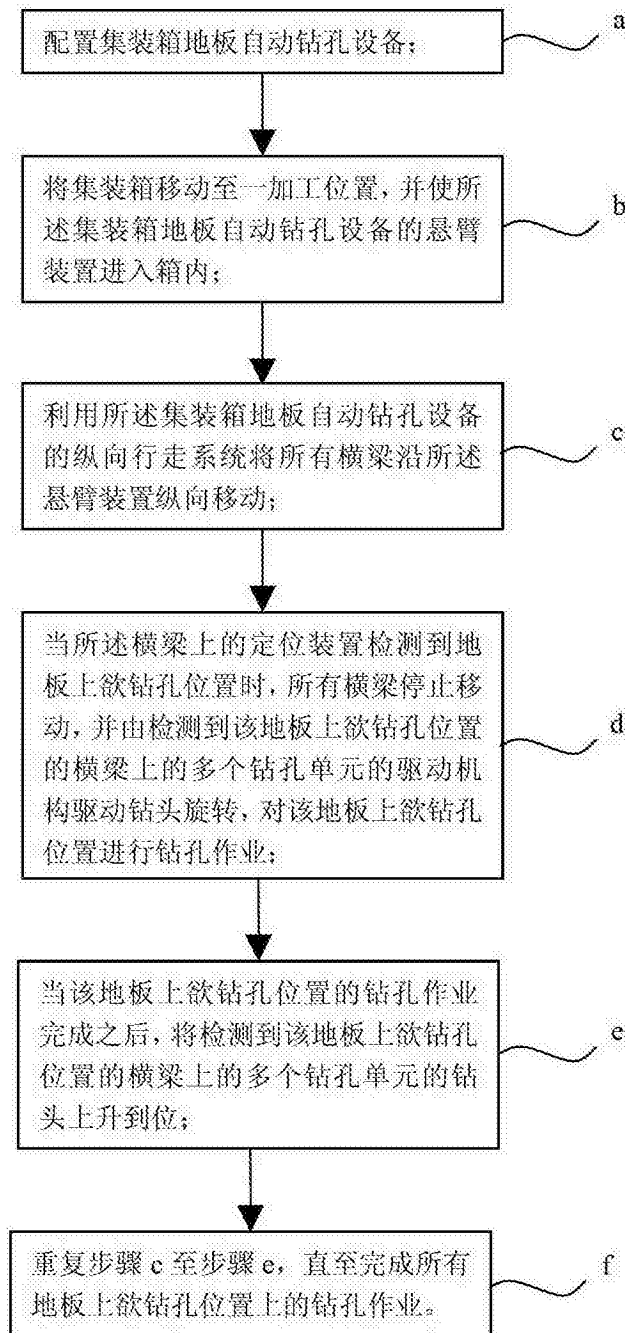 配置集装箱地板自动钻孔设备；
a
将集装箱移动至一加工位置，并使所
述集装箱地板自动钻孔设备的悬臂
装置进入箱内；
b
利用所述集装箱地板自动钻孔设备
的纵向行走系统将所有横梁沿所述
悬臂装置纵向移动；
c
当所述横梁上的定位装置检测到地
板上欲钻孔位置时，所有横梁停止移
动，并由检测到该地板上欲钻孔位置
的横梁上的多个钻孔单元的驱动机
构驱动钻头旋转，对该地板上欲钻孔
位置进行钻孔作业；
d
当该地板上欲钻孔位置的钻孔作业
完成之后，将检测到该地板上欲钻孔
位置的横梁上的多个钻孔单元的钻
头上升到位；
e
重复步骤 c 至步骤 e，直至完成所有
地板上欲钻孔位置上的钻孔作业。
f